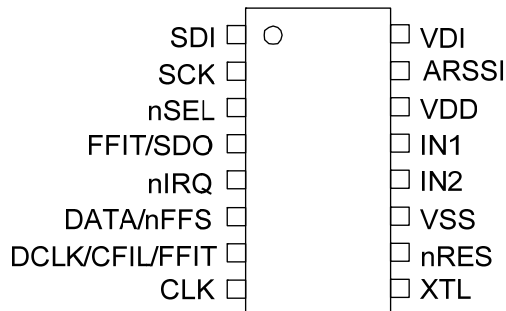 SDI
SCK
nSEL
FFIT/SDO
nIRQ
DATA/nFFS
DCLK/CFIL/FFIT
CLK
VDI
ARSSI
VDD
IN1
IN2
VSS
nRES
XTL